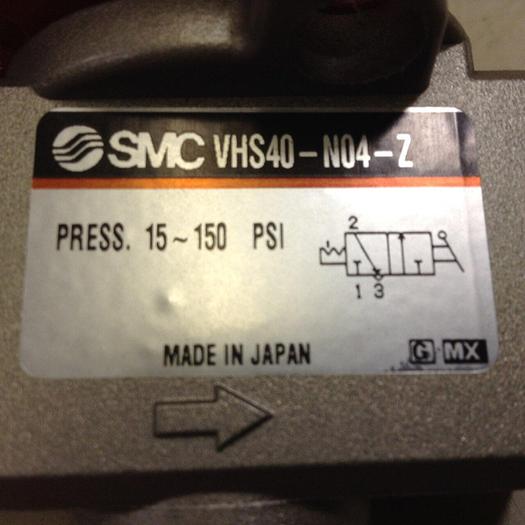 SMC VHS40-N04-Z
PRESS. 15~150 PSI
2
1 3
MADE IN JAPAN
G MX